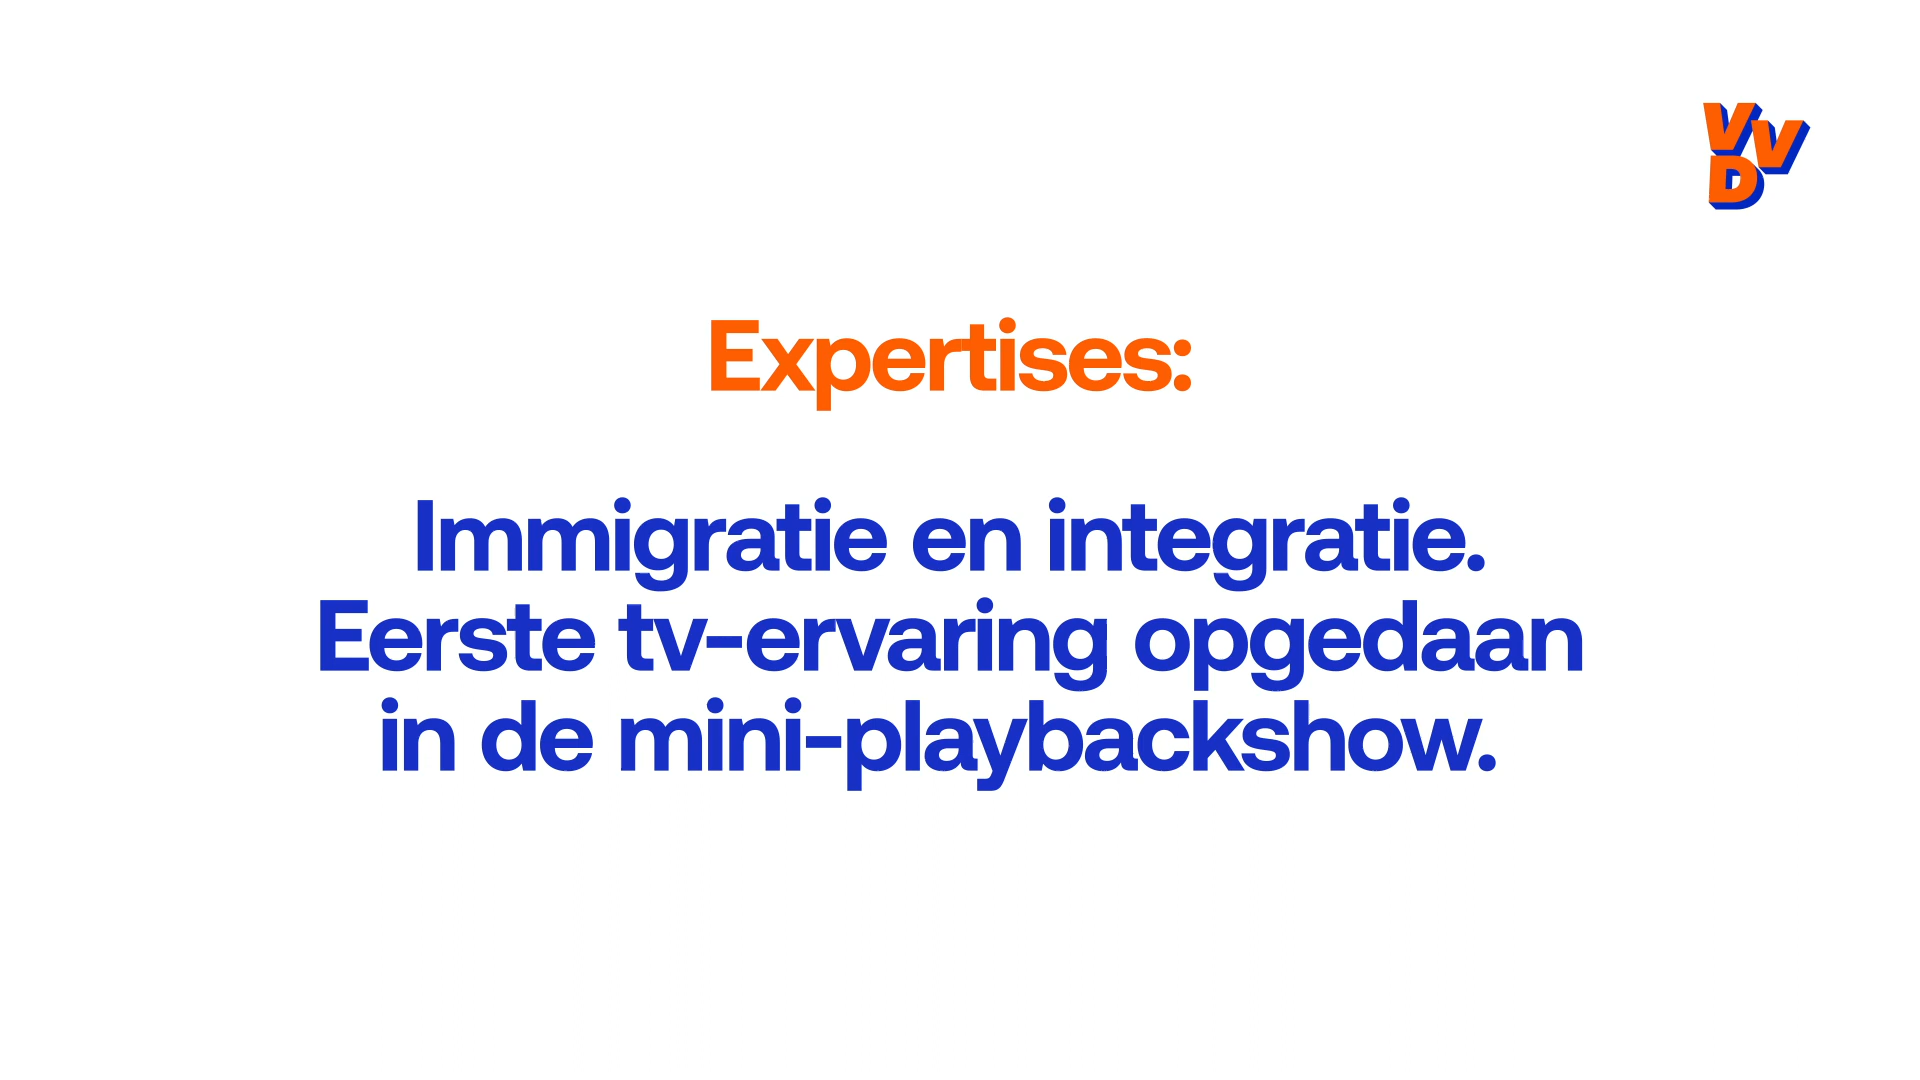 VVD
Expertises:
Immigratie en integratie.
Eerste tv-ervaring opgedaan
in de mini-playbackshow.